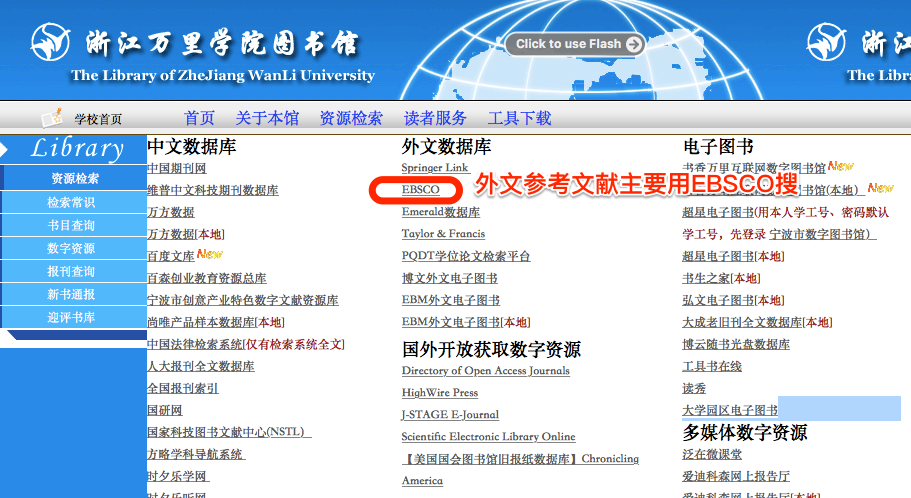 浙江万里学院图书馆
The Library of ZheJiang WanLi University
Click to use Flash
浙江
The Libra
学校首页
首页 关于本馆 资源检索 读者服务 工具下载
Library
资源检索
检索常识
书目查询
数字资源
报刊查询
新书通报
迎评书库
中文数据库
中国期刊网
维普中文科技期刊数据库
万方数据
万方数据[本地]
百度文库 New
百森创业教育资源总库
宁波市创意产业特色数字文献资源库
尚唯产品样本数据库[本地]
中国法律检索系统[仅有检索系统全文]
人大报刊全文数据库
全国报刊索引
国研网
国家科技图书文献中心(NSTL)
方略学科导航系统
时夕乐学网
时夕乐听网
外文数据库
Springer Link
EBSCO
外文参考文献主要用EBSCO搜
Emerald数据库
Taylor & Francis
PQDT学位论文检索平台
博文外文电子图书
EBM外文电子图书
EBM外文电子图书[本地]
国外开放获取数字资源
Directory of Open Access Journals
HighWire Press
J-STAGE E-Journal
Scientific Electronic Library Online
【美国国会图书馆旧报纸数据库】Chronicling
America
电子图书
书香万里互联网数字图书馆 New
书馆(本地) New
超星电子图书(用本人学工号、密码默认
学工号，先登录 宁波市数字图书馆）
超星电子图书[本地]
书生之家[本地]
弘文电子图书[本地]
大成老旧刊全文数据库[本地]
博云随书光盘数据库
工具书在线
读秀
大学园区电子图书
多媒体数字资源
泛在微课堂
爱迪科森网上报告厅
爱迪科森网上报告厅[本地]